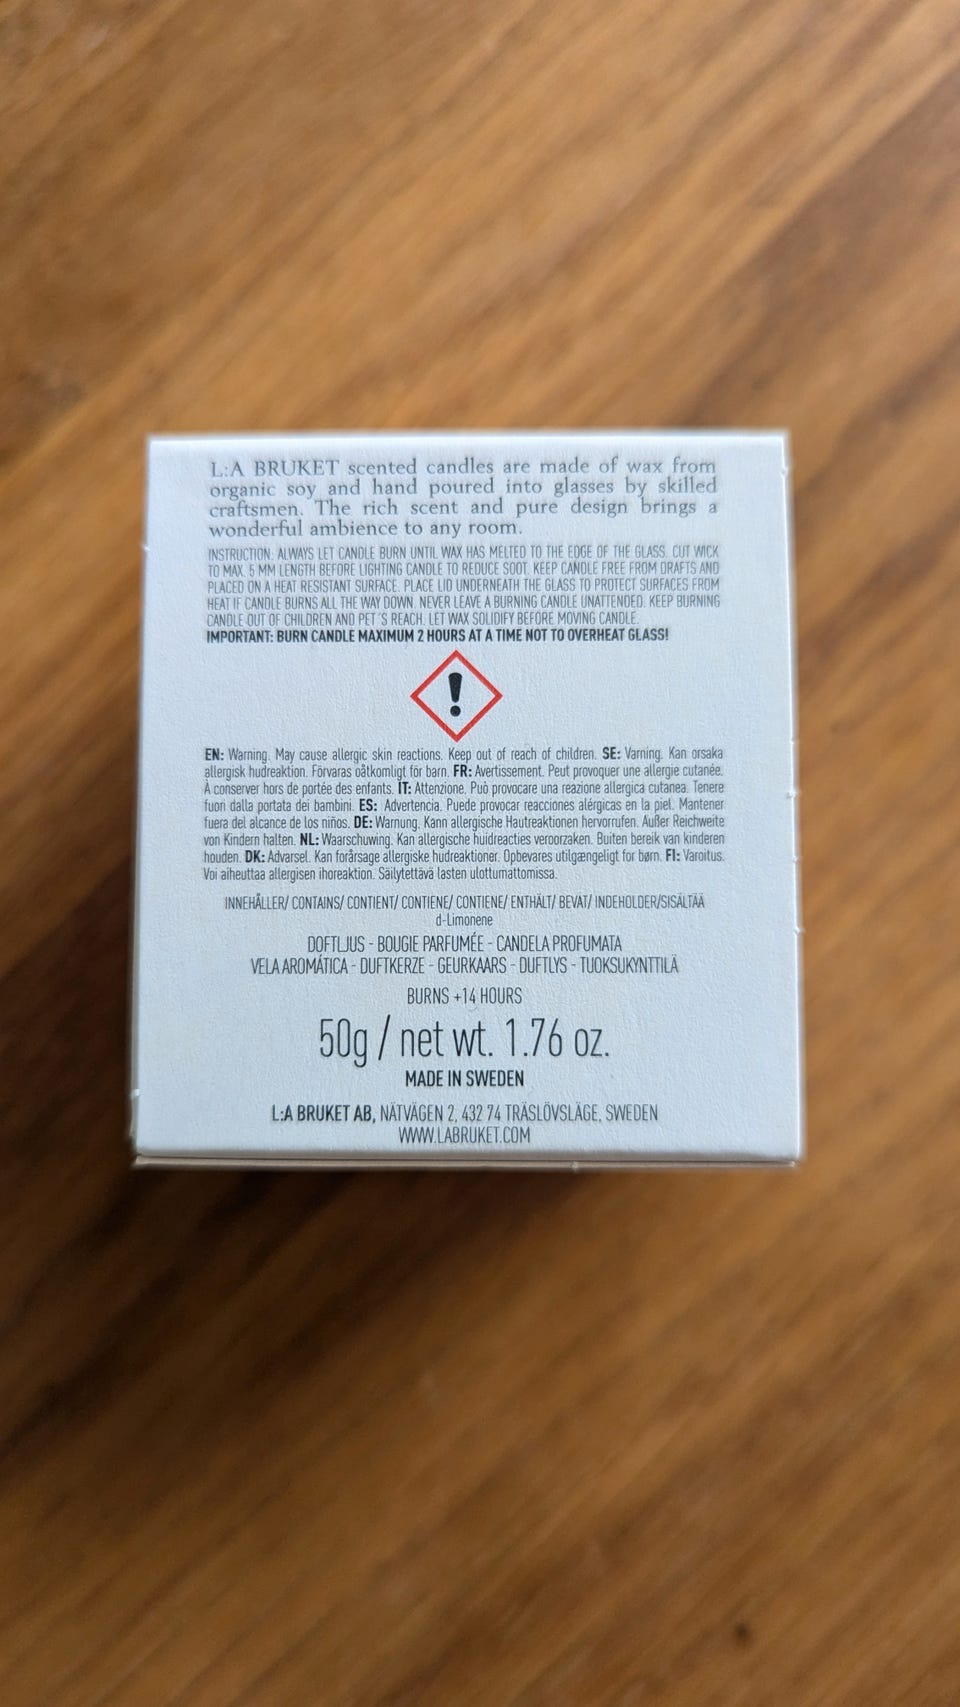 L:A BRUKET scented candles are made of wax from
organic soy and hand poured into glasses by skilled
craftsmen. The rich scent and pure design brings a
wonderful ambience to any room.
INSTRUCTION: ALWAYS LET CANDLE BURN UNTIL WAX HAS MELTED TO THE EDGE OF THE GLASS. CUT WICK
TO MAX. 5 MM LENGTH BEFORE LIGHTING CANDLE TO REDUCE SOOT. KEEP CANDLE FREE FROM DRAFTS AND
PLACED ON A HEAT RESISTANT SURFACE. PLACE LID UNDERNEATH THE GLASS TO PROTECT SURFACES FROM
HEAT IF CANDLE BURNS ALL THE WAY DOWN. NEVER LEAVE A BURNING CANDLE UNATTENDED. KEEP BURNING
CANDLE OUT OF CHILDREN AND PET´S REACH. LET WAX SOLIDIFY BEFORE MOVING CANDLE.
IMPORTANT: BURN CANDLE MAXIMUM 2 HOURS AT A TIME NOT TO OVERHEAT GLASS!
EN: Warning. May cause allergic skin reactions. Keep out of reach of children. SE: Varning. Kan orsaka
allergisk hudreaktion. Förvaras oåtkomligt för barn. FR: Avertissement. Peut provoquer une allergie cutanée.
À conserver hors de portée des enfants. IT: Attenzione. Può provocare una reazione allergica cutanea. Tenere
fuori dalla portata dei bambini. ES: Advertencia. Puede provocar reacciones alérgicas en la piel. Mantener
fuera del alcance de los niños. DE: Warnung. Kann allergische Hautreaktionen hervorrufen. Außer Reichweite
von Kindern halten. NL: Waarschuwing. Kan allergische huidreacties veroorzaken. Buiten bereik van kinderen
houden. DK: Advarsel. Kan forårsage allergiske hudreaktioner. Opbevares utilgængeligt for børn. FI: Varoitus.
Voi aiheuttaa allergisen ihoreaktion. Säilytettävä lasten ulottumattomissa.
INNEHÅLLER/ CONTAINS/ CONTIENT/ CONTIENE/ CONTIENE/ ENTHÄLT/ BEVAT/ INDEHOLDER/SISÄLTÄÄ
d-Limonene
DOFTLJUS - BOUGIE PARFUMÉE - CANDELA PROFUMATA
VELA AROMÁTICA - DUFTKERZE - GEURKAARS - DUFTLYS - TUOKSUKYNTTILÄ
BURNS +14 HOURS
50g / net wt. 1.76 oz.
MADE IN SWEDEN
L:A BRUKET AB, NÄTVÄGEN 2, 432 74 TRÄSLÖVSLÄGE, SWEDEN
WWW.LABRUKET.COM